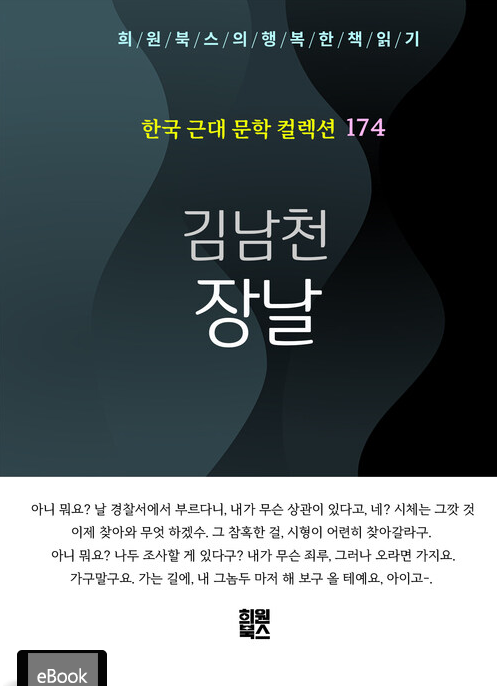 희/원/북/스/의/행/복/한/책/읽/기
한국 근대 문학 컬렉션 174
김남천
장날
아니 뭐요? 날 경찰서에서 부르다니, 내가 무슨 상관이 있다고, 네? 시체는 그깟 것
이제 찾아와 무엇 하겠수. 그 참혹한 걸, 시형이 어련히 찾아갈라구.
아니 뭐요? 나두 조사할 게 있다구? 내가 무슨 죄루, 그러나 오라면 가지요.
가구말구요. 가는 길에, 내 그놈두 마저 해 보구 올 테예요, 아이고-.
희원
북스
eBook